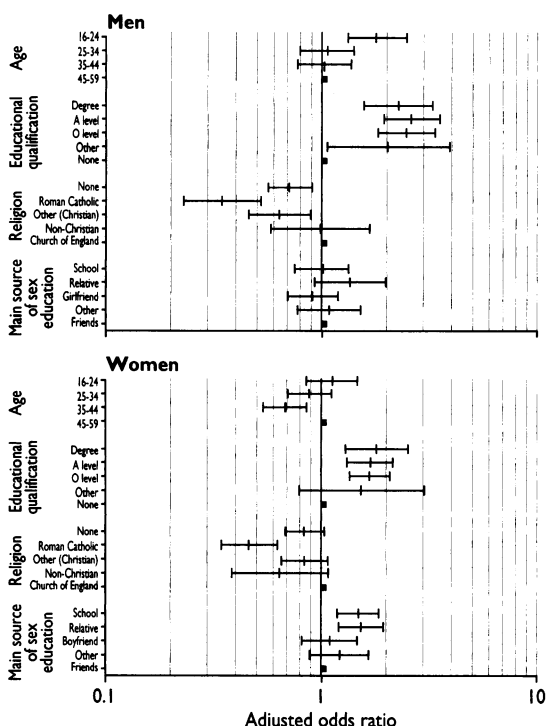 Men
Age
16-24
25-34
35-44
45-59
Educational
qualification
Degree
A level
O level
Other
None
Religion
None
Roman Catholic
Other (Christian)
Non-Christian
Church of England
Main source
of sex
education
School
Relative
Girlfriend
Other
Friends
Women
Age
16-24
25-34
35-44
45-59
Educational
qualification
Degree
A level
O level
Other
None
Religion
None
Roman Catholic
Other (Christian)
Non-Christian
Church of England
Main source
of sex
education
School
Relative
Boyfriend
Other
Friends
0.1 1 10
Adjusted odds ratio